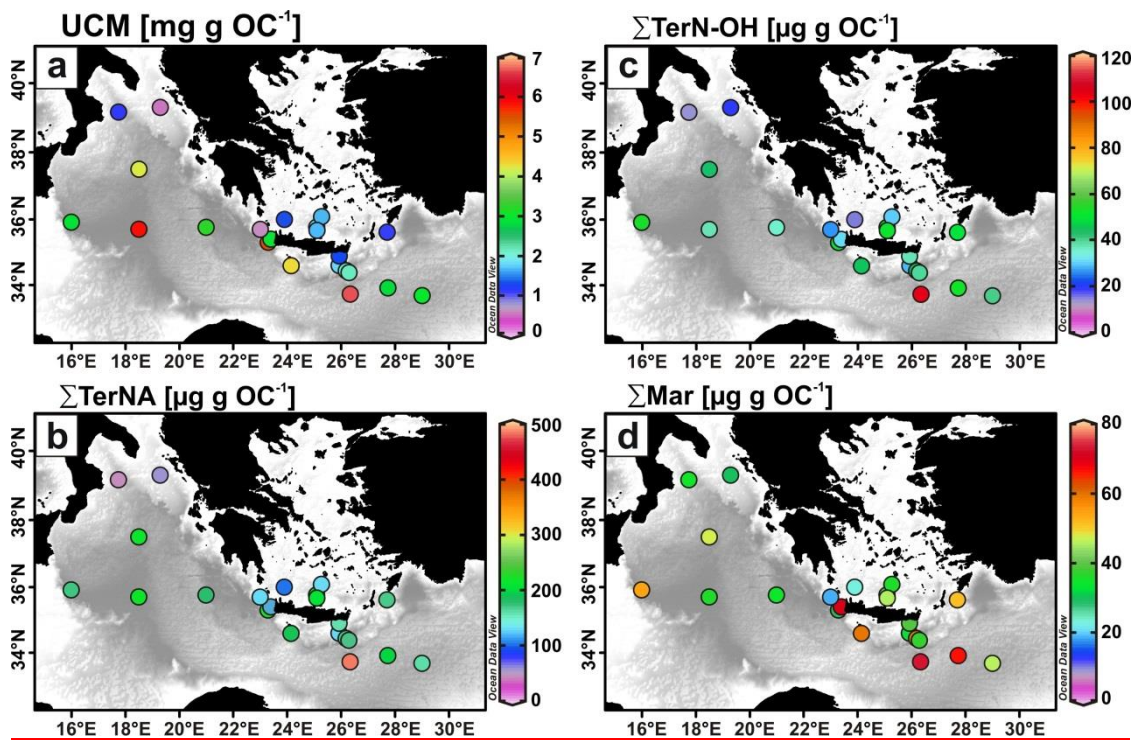 UCM [mg g OC⁻¹]
a
40°N
38°N
36°N
34°N
16°E 18°E 20°E 22°E 24°E 26°E 28°E 30°E
7
6
5
4
3
2
1
0
Ocean Data View
∑TerN-OH [µg g OC⁻¹]
c
40°N
38°N
36°N
34°N
16°E 18°E 20°E 22°E 24°E 26°E 28°E 30°E
120
100
80
60
40
20
0
Ocean Data View
∑TerNA [µg g OC⁻¹]
b
40°N
38°N
36°N
34°N
16°E 18°E 20°E 22°E 24°E 26°E 28°E 30°E
500
400
300
200
100
0
Ocean Data View
∑Mar [µg g OC⁻¹]
d
40°N
38°N
36°N
34°N
16°E 18°E 20°E 22°E 24°E 26°E 28°E 30°E
80
60
40
20
0
Ocean Data View